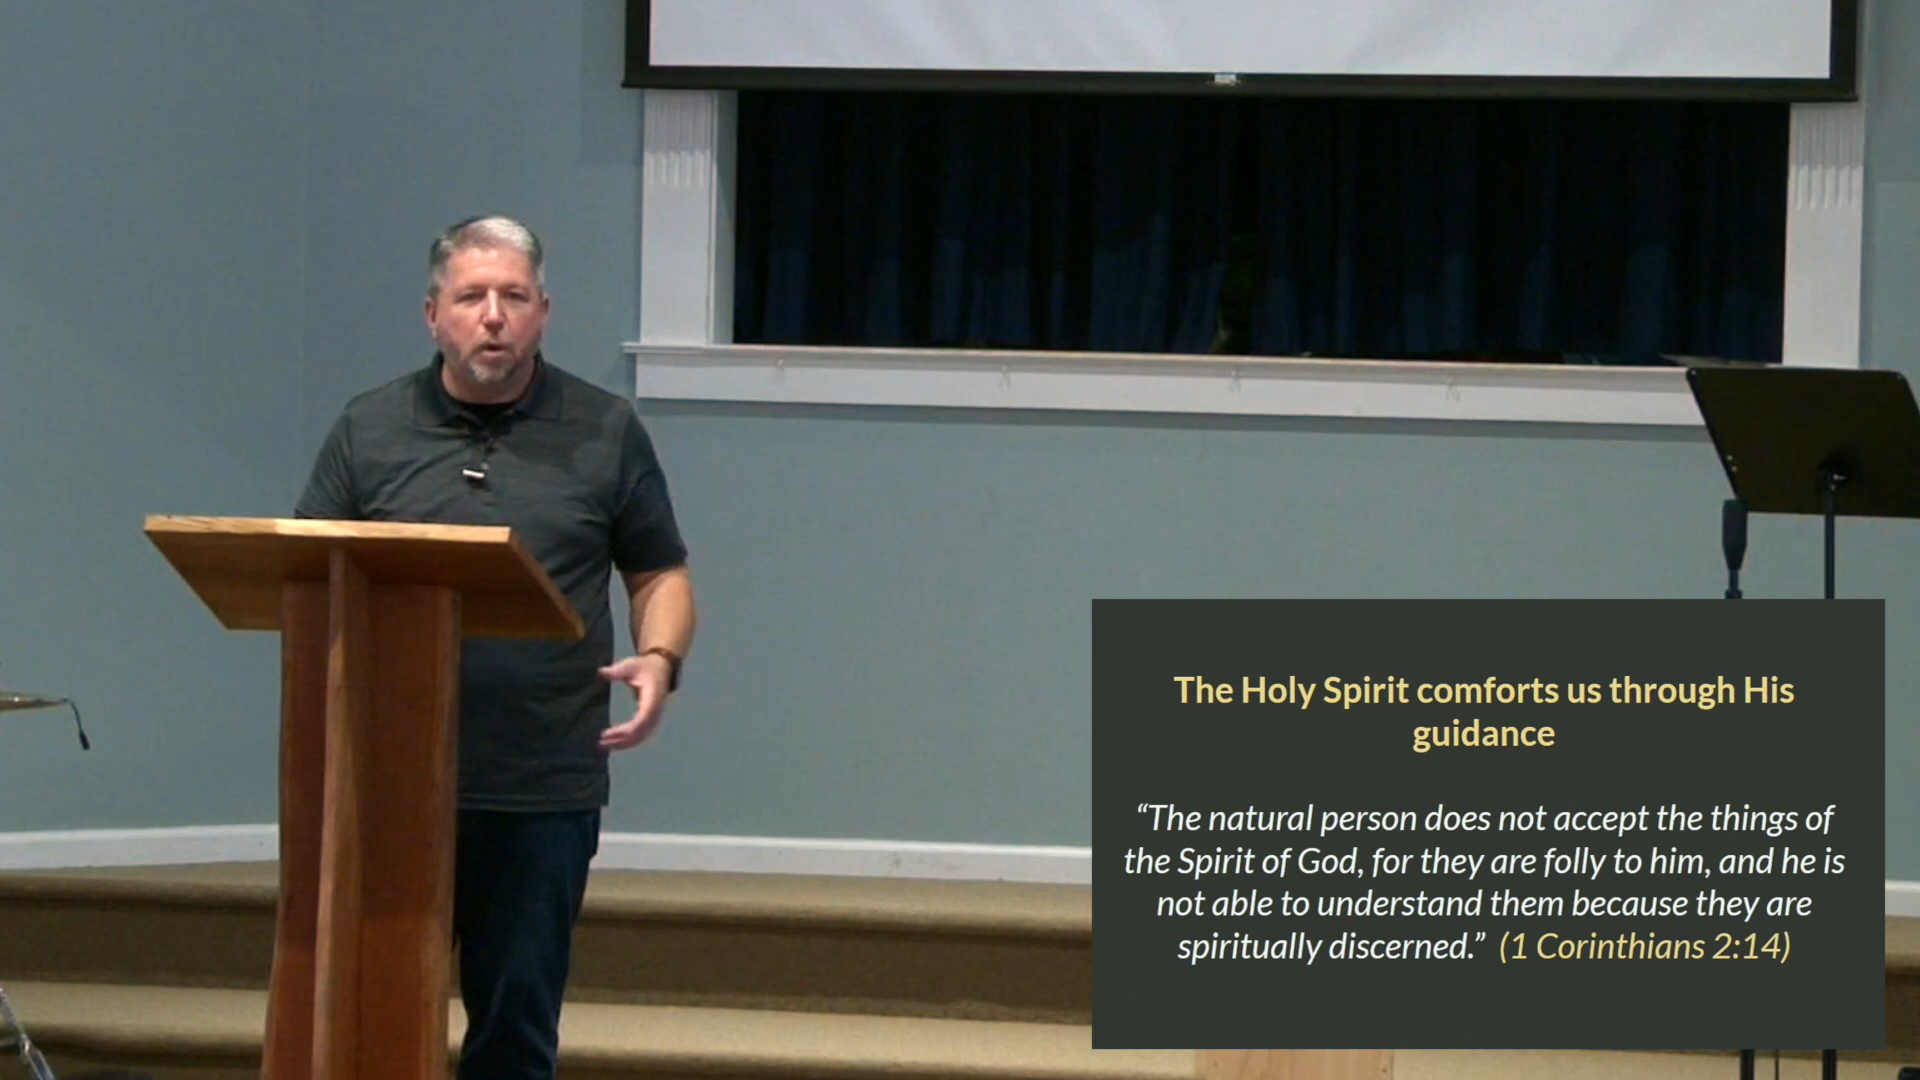 The Holy Spirit comforts us through His
guidance
“The natural person does not accept the things of
the Spirit of God, for they are folly to him, and he is
not able to understand them because they are
spiritually discerned.” (1 Corinthians 2:14)